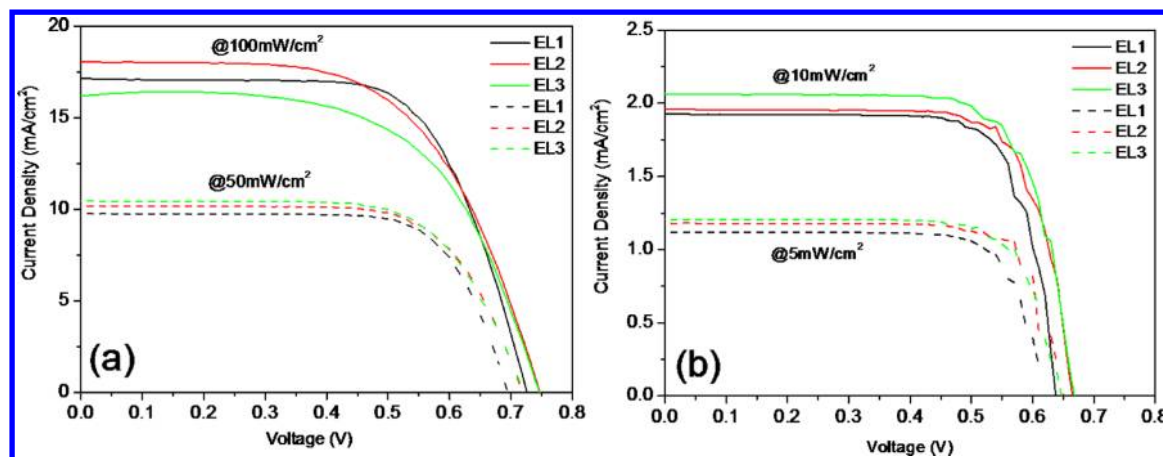 20
15
10
5
0
Current Density (mA/cm²)
0.0 0.1 0.2 0.3 0.4 0.5 0.6 0.7 0.8
Voltage (V)
@100mW/cm²
@50mW/cm²
EL1
EL2
EL3
EL1
EL2
EL3
(a)
2.5
2.0
1.5
1.0
0.5
0.0
Current Density (mA/cm²)
0.0 0.1 0.2 0.3 0.4 0.5 0.6 0.7 0.8
Voltage (V)
@10mW/cm²
@5mW/cm²
EL1
EL2
EL3
EL1
EL2
EL3
(b)